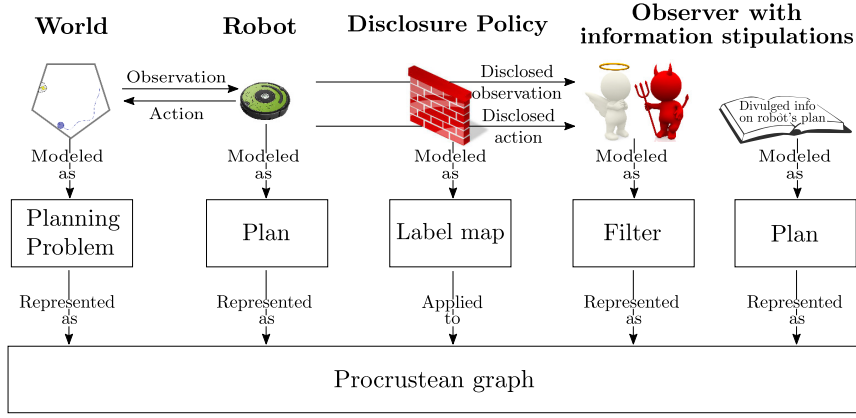 World
Robot
Disclosure Policy
Observer with
information stipulations
Observation
Action
Disclosed
observation
Disclosed
action
Divulged info
on robot's plan
Modeled
as
Modeled
as
Modeled
as
Modeled
as
Modeled
as
Planning
Problem
Plan
Label map
Filter
Plan
Represented
as
Represented
as
Applied
to
Represented
as
Represented
as
Procrustean graph